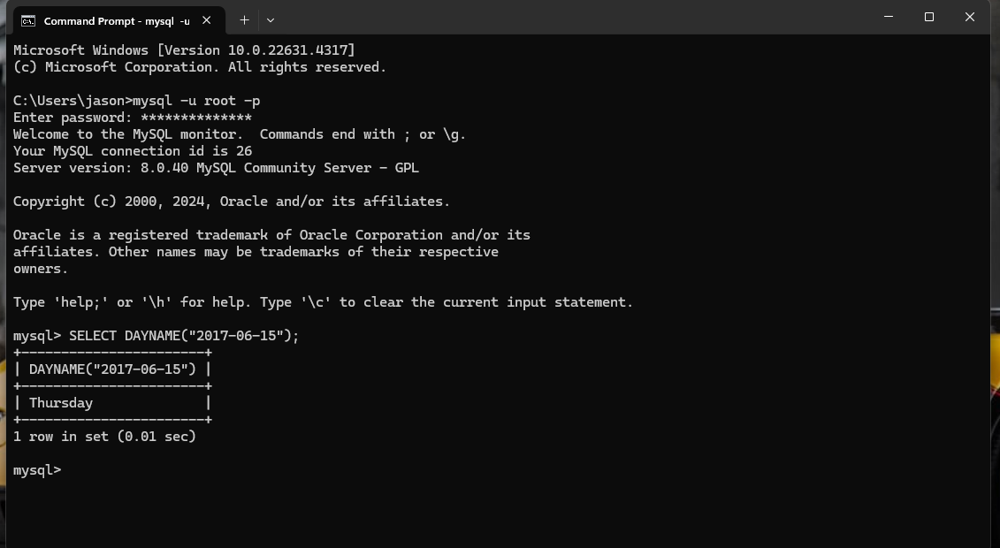 Command Prompt - mysql -u
Microsoft Windows [Version 10.0.22631.4317]
(c) Microsoft Corporation. All rights reserved.
C:\Users\jason>mysql -u root -p
Enter password: **************
Welcome to the MySQL monitor.  Commands end with ; or \g.
Your MySQL connection id is 26
Server version: 8.0.40 MySQL Community Server - GPL
Copyright (c) 2000, 2024, Oracle and/or its affiliates.
Oracle is a registered trademark of Oracle Corporation and/or its
affiliates. Other names may be trademarks of their respective
owners.
Type 'help;' or '\h' for help. Type '\c' to clear the current input statement.
mysql> SELECT DAYNAME("2017-06-15");
+-----------------------+
| DAYNAME("2017-06-15") |
+-----------------------+
| Thursday              |
+-----------------------+
1 row in set (0.01 sec)
mysql>